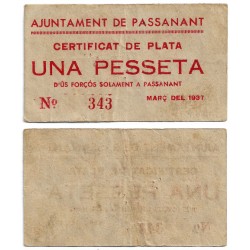 AJUNTAMENT DE PASSANANT
CERTIFICAT DE PLATA
UNA PESSETA
D'ÚS FORÇÓS SOLAMENT A PASSANANT
Nº 343
MARÇ DEL 1937